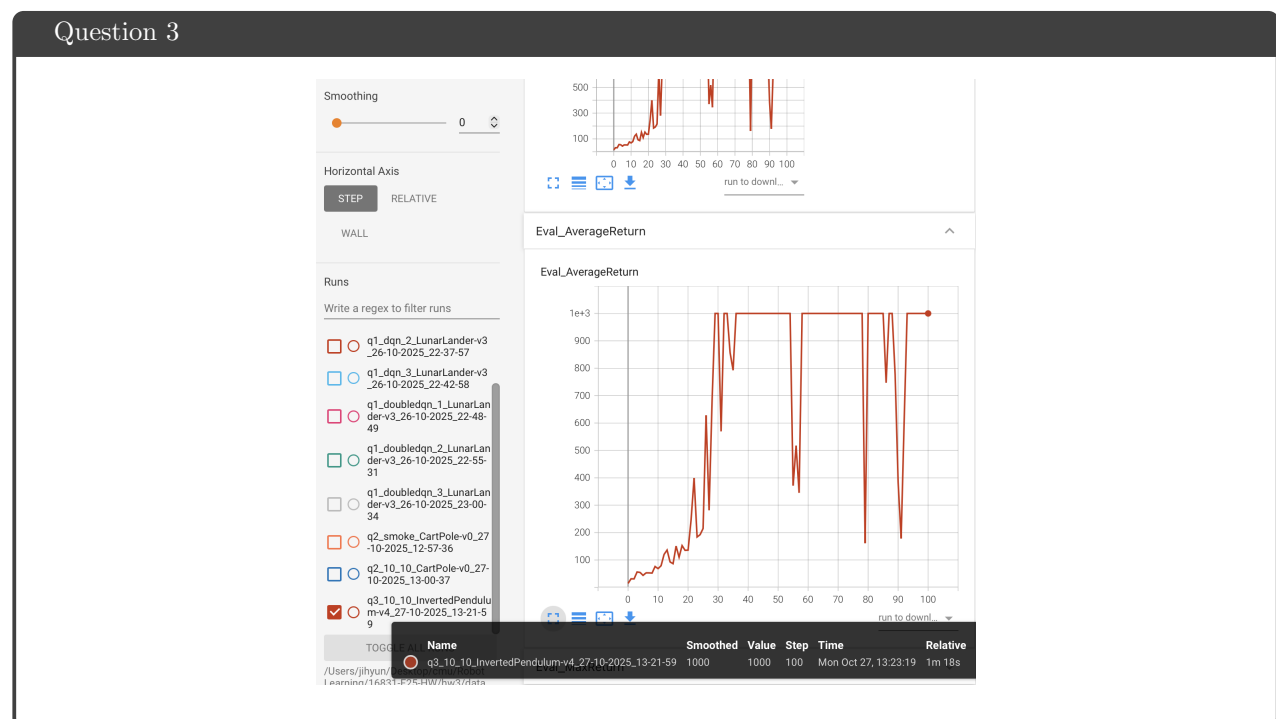 Question 3
Smoothing
0
Horizontal Axis
STEP RELATIVE
WALL
Runs
Write a regex to filter runs
q1_dqn_2_LunarLander-v3
_26-10-2025_22-37-57
q1_dqn_3_LunarLander-v3
_26-10-2025_22-42-58
q1_doubledqn_1_LunarLan
der-v3_26-10-2025_22-48-
49
q1_doubledqn_2_LunarLan
der-v3_26-10-2025_22-55-
31
q1_doubledqn_3_LunarLan
der-v3_26-10-2025_23-00-
34
q2_smoke_CartPole-v0_27
-10-2025_12-57-36
q2_10_10_CartPole-v0_27-
10-2025_13-00-37
q3_10_10_InvertedPendulu
m-v4_27-10-2025_13-21-5
9
500
300
100
0 10 20 30 40 50 60 70 80 90 100
run to downl...
Eval_AverageReturn
Eval_AverageReturn
1e+3
900
800
700
600
500
400
300
200
100
0 10 20 30 40 50 60 70 80 90 100
run to downl...
Name Smoothed Value Step Time Relative
q3_10_10_InvertedPendulum-v4_27-10-2025_13-21-59 1000 1000 100 Mon Oct 27, 13:23:19 1m 18s
Eval_MaxReturn
TOGGLE
/Users/jihyun/
Learning/16831-F25-HW/hw3/data